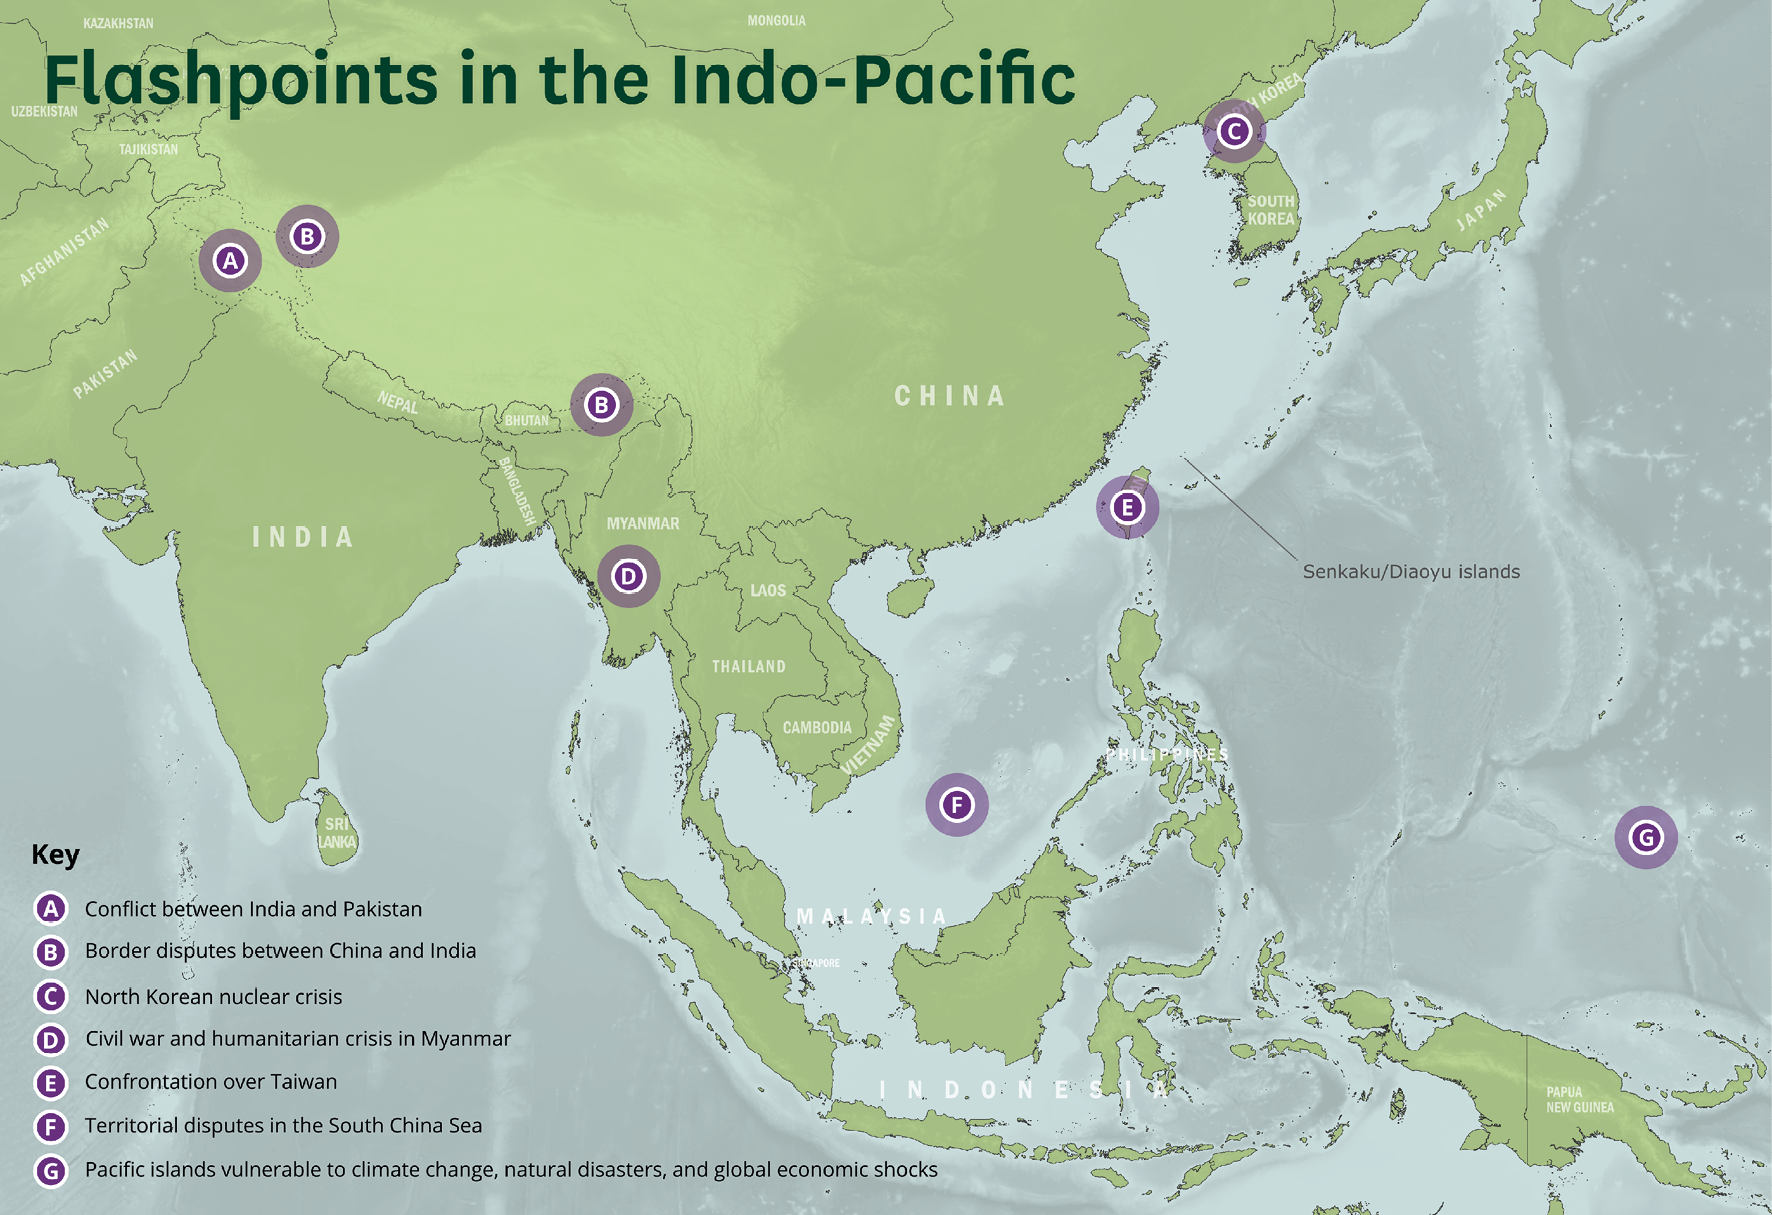 KAZAKHSTAN
MONGOLIA
Flashpoints in the Indo-Pacific
UZBEKISTAN
TAJIKISTAN
NORTH KOREA
C
SOUTH
KOREA
JAPAN
AFGHANISTAN
B
A
PAKISTAN
NEPAL
BHUTAN
B
CHINA
BANGLADESH
INDIA
MYANMAR
E
D
LAOS
Senkaku/Diaoyu islands
THAILAND
CAMBODIA
VIETNAM
PHILIPPINES
F
G
SRI
LANKA
MALAYSIA
SINGAPORE
INDONESIA
PAPUA
NEW GUINEA
Key
A Conflict between India and Pakistan
B Border disputes between China and India
C North Korean nuclear crisis
D Civil war and humanitarian crisis in Myanmar
E Confrontation over Taiwan
F Territorial disputes in the South China Sea
G Pacific islands vulnerable to climate change, natural disasters, and global economic shocks